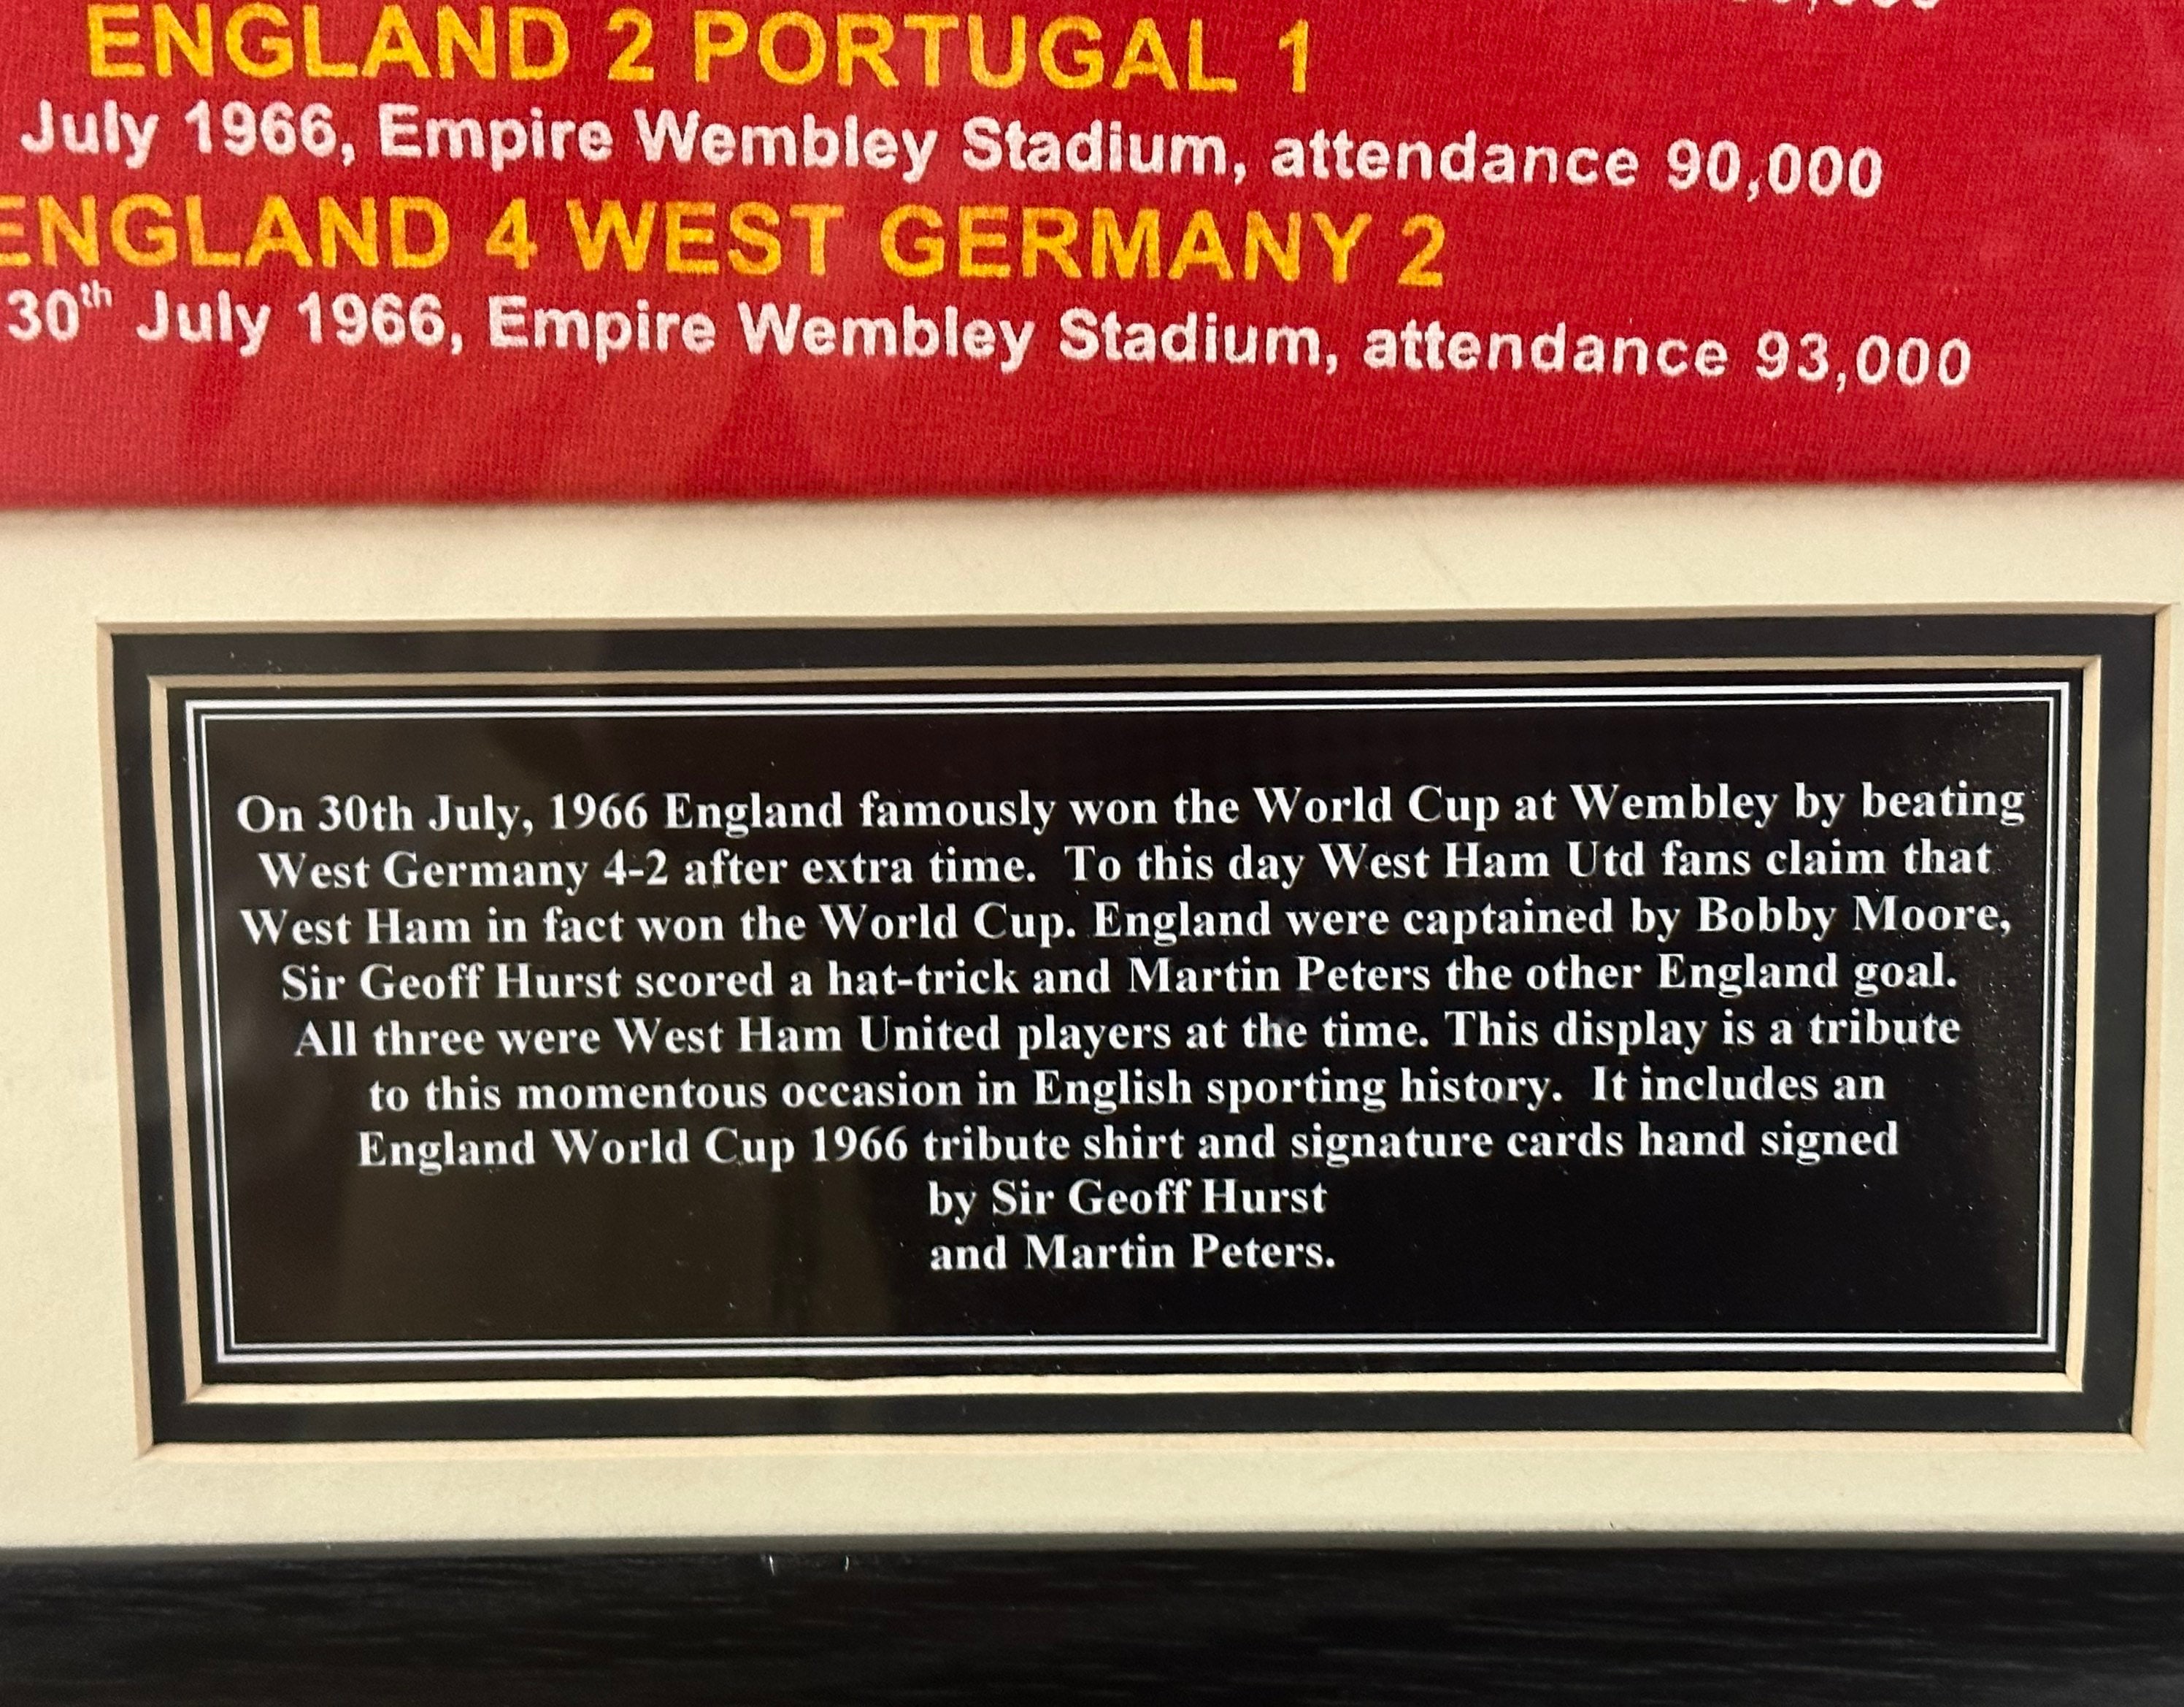 ENGLAND 2 PORTUGAL 1
July 1966, Empire Wembley Stadium, attendance 90,000
ENGLAND 4 WEST GERMANY 2
30th July 1966, Empire Wembley Stadium, attendance 93,000
On 30th July, 1966 England famously won the World Cup at Wembley by beating
West Germany 4-2 after extra time. To this day West Ham Utd fans claim that
West Ham in fact won the World Cup. England were captained by Bobby Moore,
Sir Geoff Hurst scored a hat-trick and Martin Peters the other England goal.
All three were West Ham United players at the time. This display is a tribute
to this momentous occasion in English sporting history. It includes an
England World Cup 1966 tribute shirt and signature cards hand signed
by Sir Geoff Hurst
and Martin Peters.